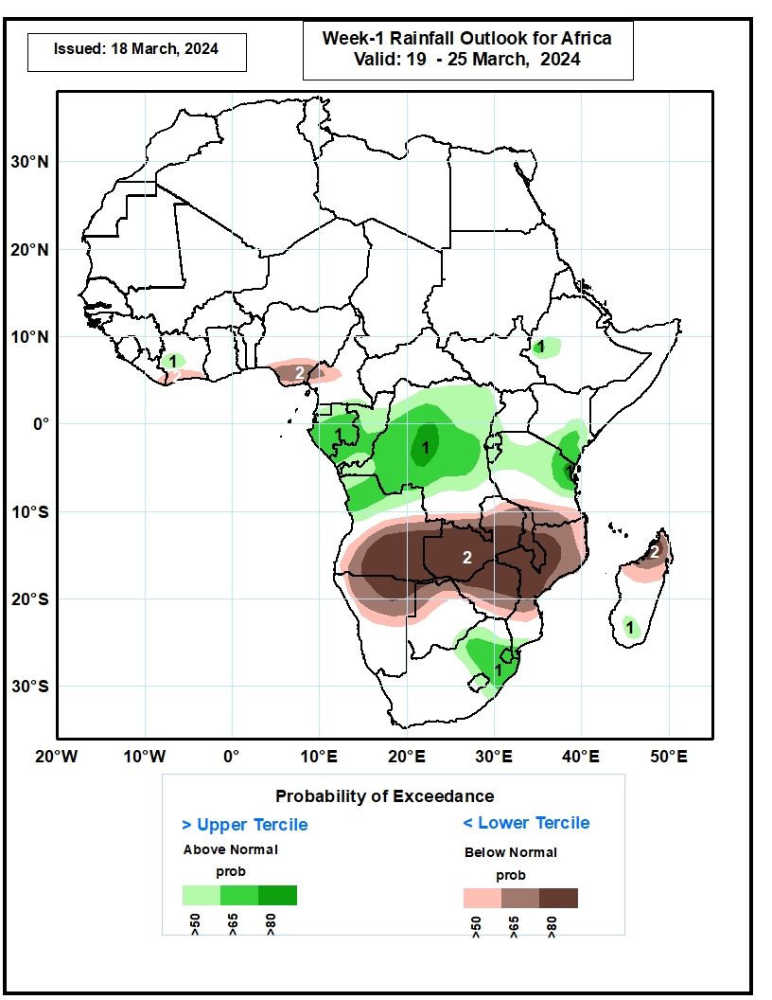 Issued: 18 March, 2024
Week-1 Rainfall Outlook for Africa
Valid: 19 - 25 March, 2024
30°N
20°N
10°N
0°
10°S
20°S
30°S
1
1
2
2
1
1
1
2
2
1
1
20°W
10°W
0°
10°E
20°E
30°E
40°E
50°E
Probability of Exceedance
> Upper Tercile
< Lower Tercile
Above Normal
Below Normal
prob
prob
>50
>65
>80
>50
>65
>80